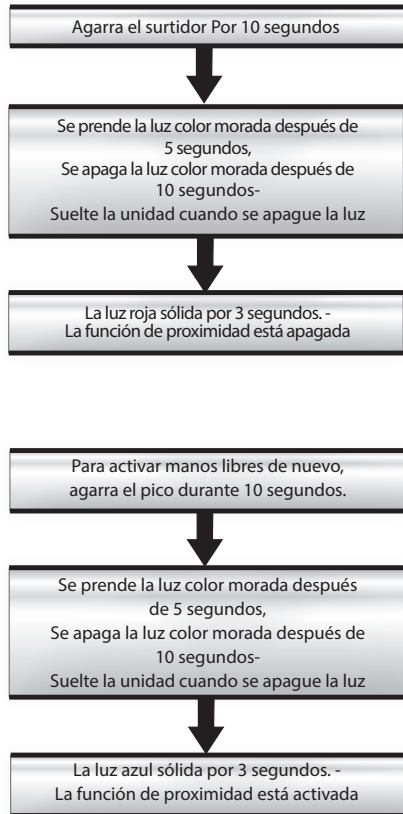 Agarra el surtidor Por 10 segundos
Se prende la luz color morada después de
5 segundos,
Se apaga la luz color morada después de
10 segundos-
Suelte la unidad cuando se apague la luz
La luz roja sólida por 3 segundos. -
La función de proximidad está apagada
Para activar manos libres de nuevo,
agarra el pico durante 10 segundos.
Se prende la luz color morada después
de 5 segundos,
Se apaga la luz color morada después de
10 segundos-
Suelte la unidad cuando se apague la luz
La luz azul sólida por 3 segundos. -
La función de proximidad está activada